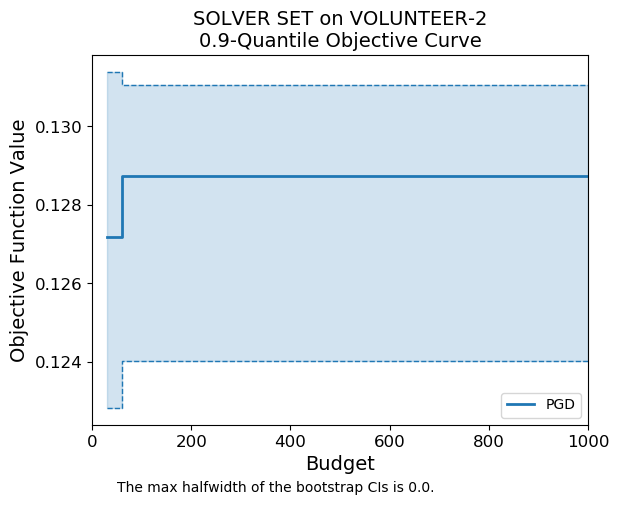 SOLVER SET on VOLUNTEER-2
0.9-Quantile Objective Curve
Objective Function Value
0.130
0.128
0.126
0.124
PGD
0 200 400 600 800 1000
Budget
The max halfwidth of the bootstrap CIs is 0.0.